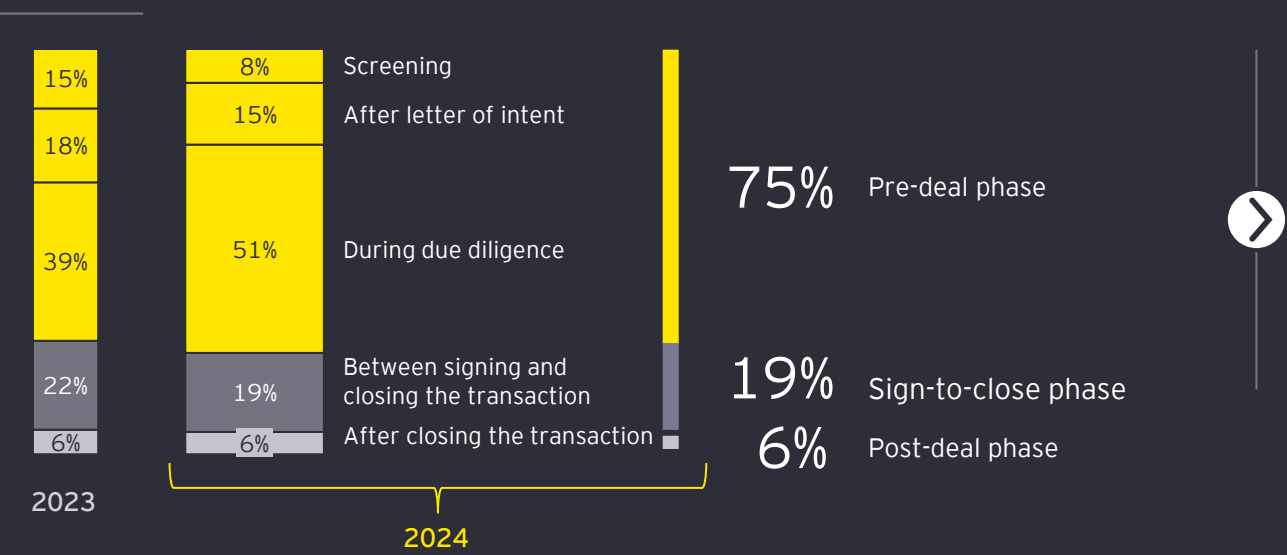 15%
18%
39%
22%
6%
2023
8%
Screening
15%
After letter of intent
51%
During due diligence
19%
Between signing and
closing the transaction
6%
After closing the transaction
2024
75%
Pre-deal phase
19%
Sign-to-close phase
6%
Post-deal phase